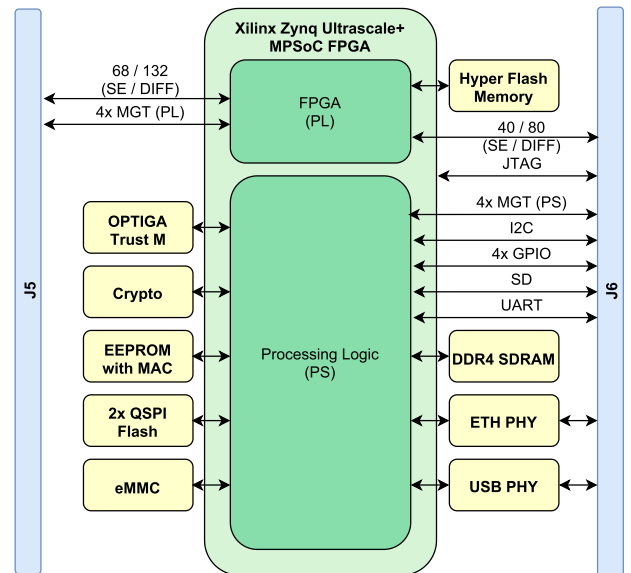 Xilinx Zynq Ultrascale+
MPSoC FPGA
68 / 132
(SE / DIFF)
4x MGT (PL)
FPGA
(PL)
Hyper Flash
Memory
40 / 80
(SE / DIFF)
JTAG
4x MGT (PS)
I2C
4x GPIO
SD
UART
OPTIGA
Trust M
Crypto
EEPROM
with MAC
2x QSPI
Flash
eMMC
Processing Logic
(PS)
DDR4 SDRAM
ETH PHY
USB PHY
J5
J6